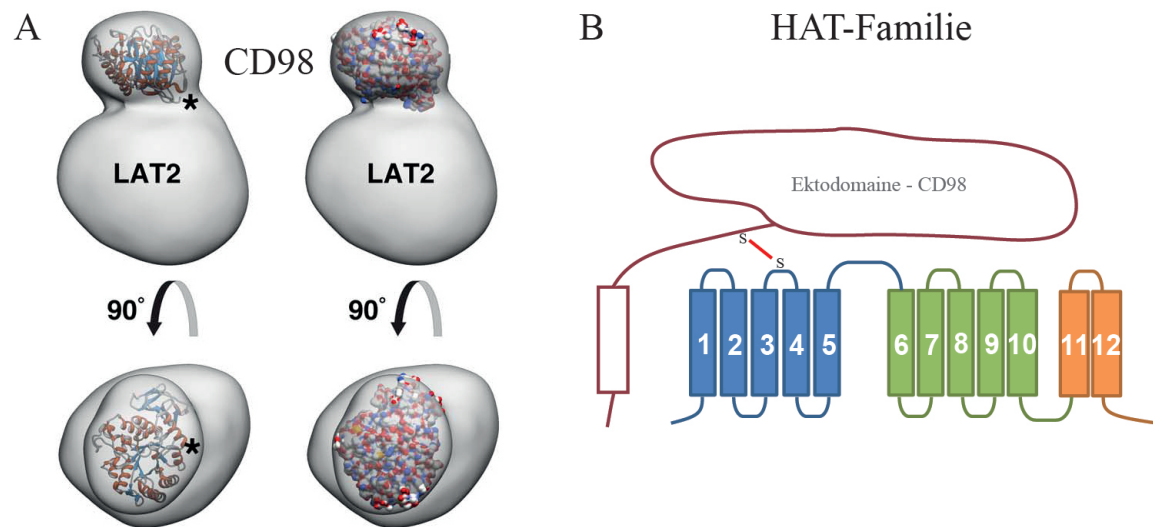 A
CD98
*
LAT2
LAT2
90°
90°
*
B
HAT-Familie
Ektodomaine - CD98
S
S
1 2 3 4 5 6 7 8 9 10 11 12